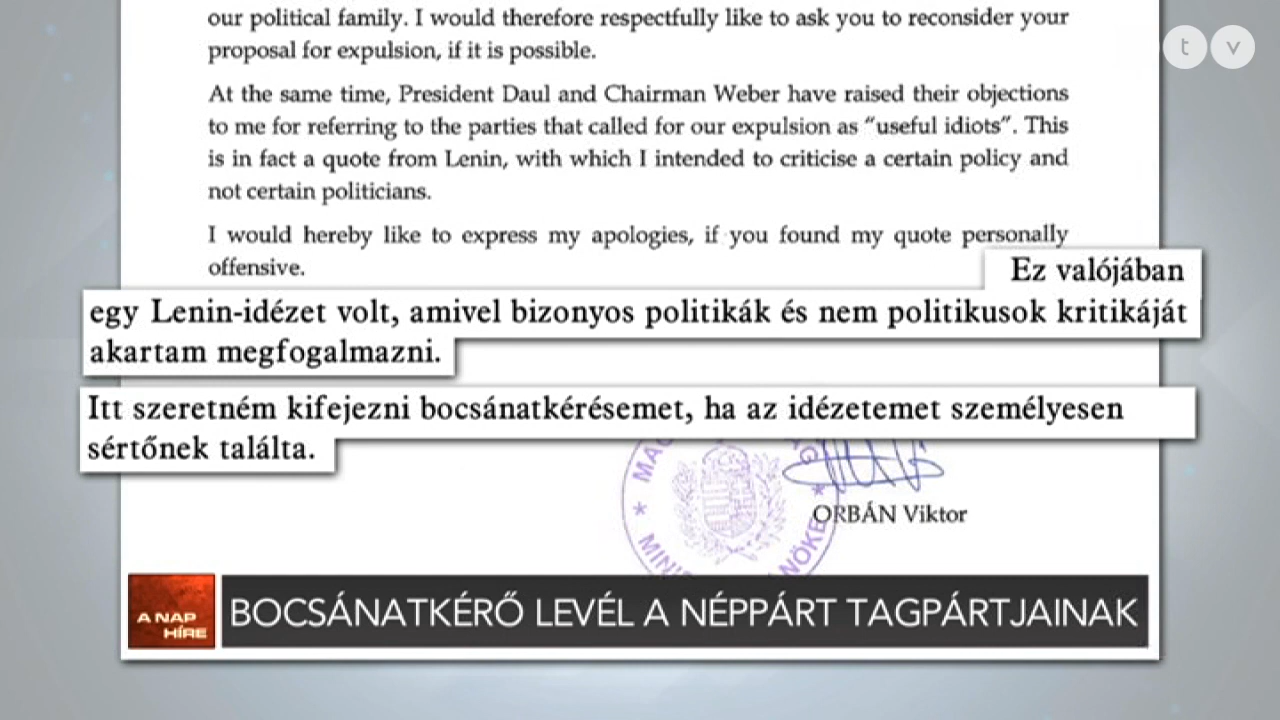 our political family. I would therefore respectfully like to ask you to reconsider your
proposal for expulsion, if it is possible.
At the same time, President Daul and Chairman Weber have raised their objections
to me for referring to the parties that called for our expulsion as "useful idiots". This
is in fact a quote from Lenin, with which I intended to criticise a certain policy and
not certain politicians.
I would hereby like to express my apologies, if you found my quote personally
offensive.
Ez valójában
egy Lenin-idézet volt, amivel bizonyos politikák és nem politikusok kritikáját
akartam megfogalmazni.
Itt szeretném kifejezni bocsánatkérésemet, ha az idézetemet személyesen
sértőnek találta.
ORBÁN Viktor
A NAP
HÍRE
BOCSÁNATKÉRŐ LEVÉL A NÉPPÁRT TAGPÁRTJAINAK
t v